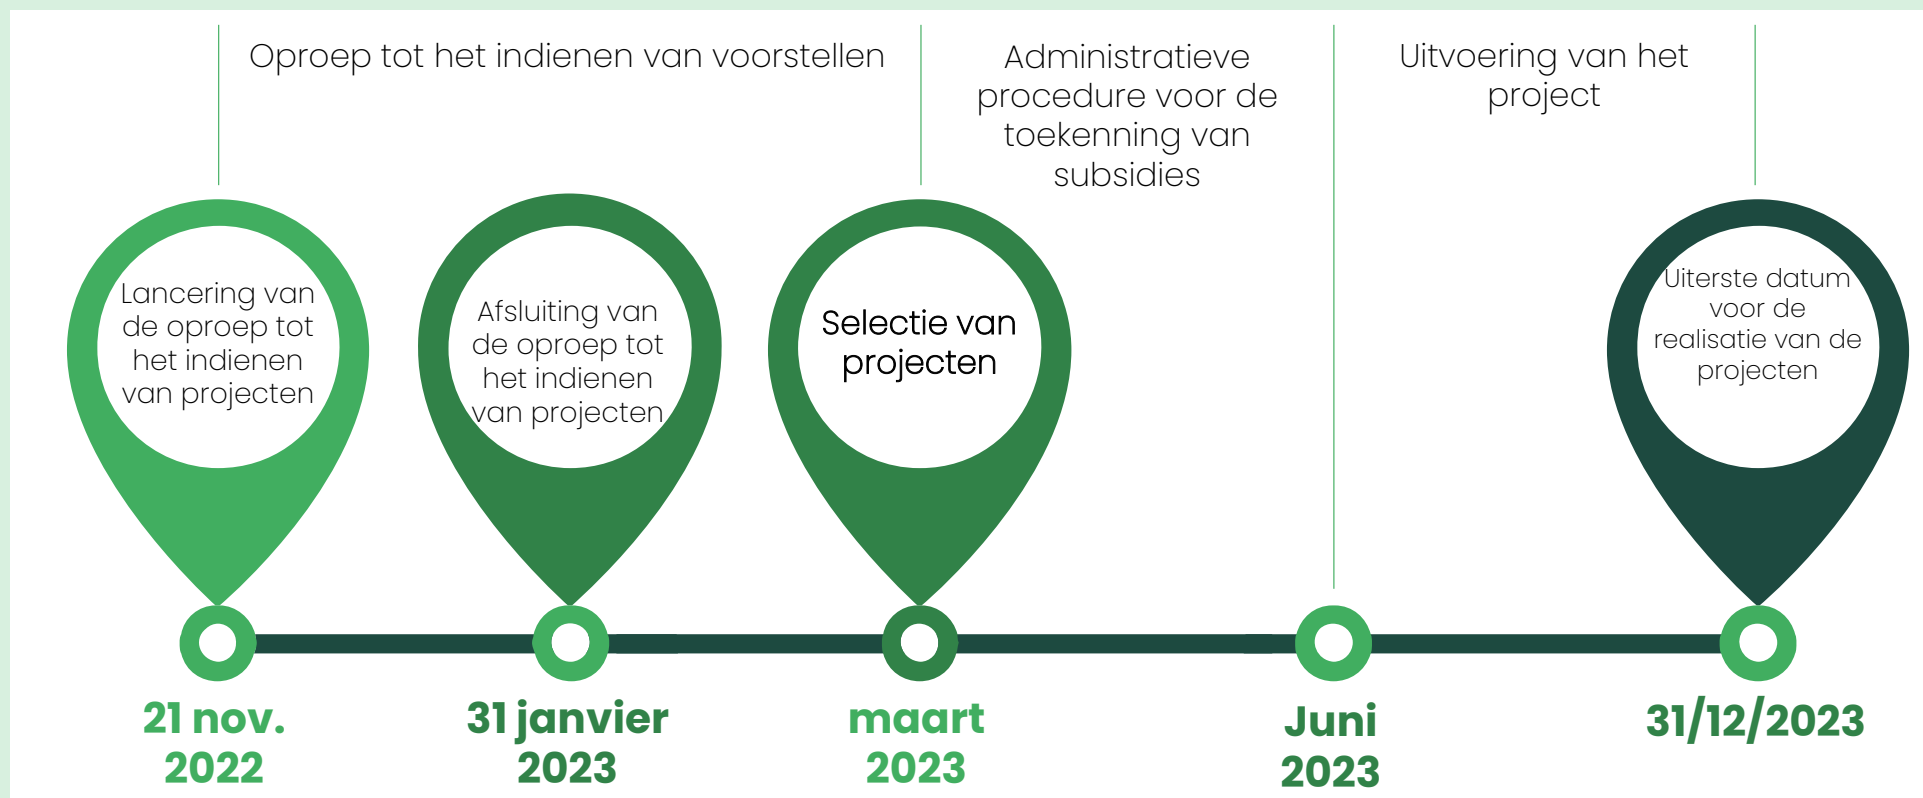 Oproep tot het indienen van voorstellen
Administratieve
procedure voor de
toekenning van
subsidies
Uitvoering van het
project
Lancering van
de oproep tot
het indienen
van projecten
Afsluiting van
de oproep tot
het indienen
van projecten
Selectie van
projecten
Uiterste datum
voor de
realisatie van de
projecten
21 nov.
2022
31 janvier
2023
maart
2023
Juni
2023
31/12/2023